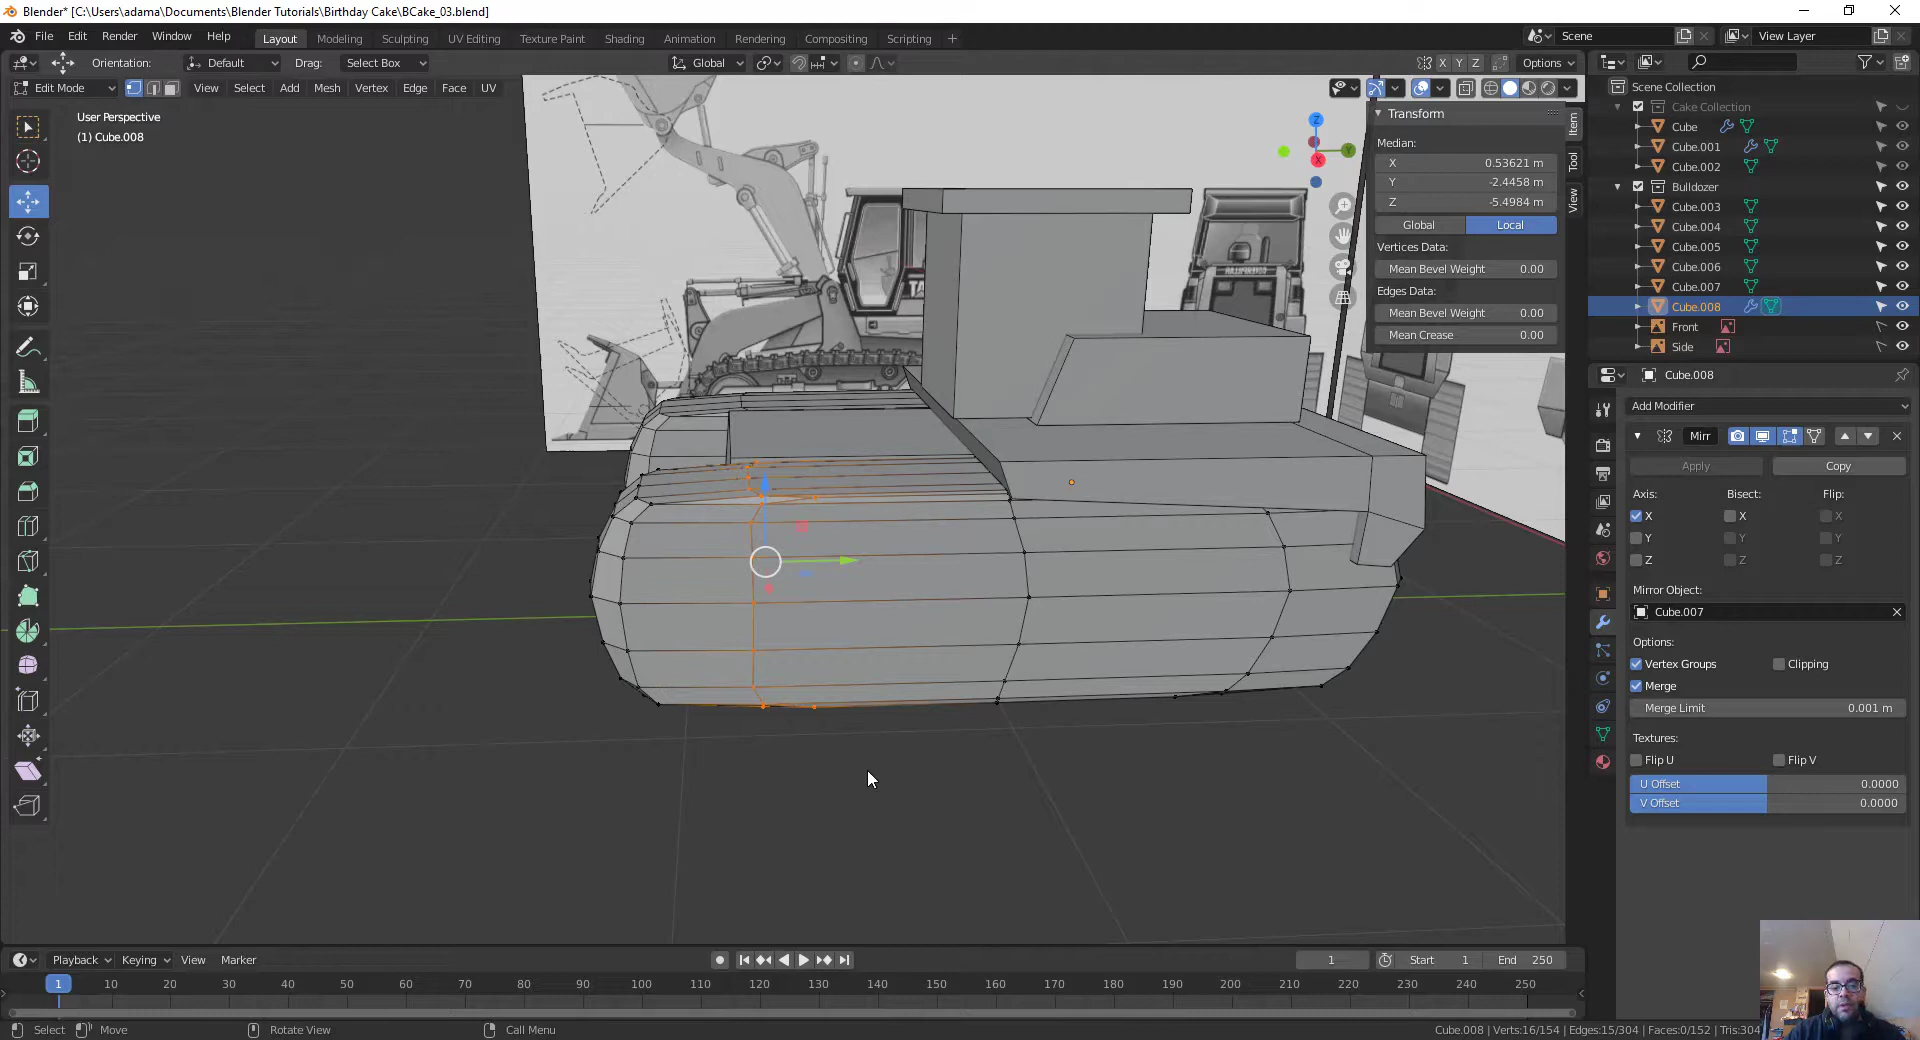 Blender* [C:\Users\adama\Documents\Blender Tutorials\Birthday Cake\BCake_03.blend]
File Edit Render Window Help Layout Modeling Sculpting UV Editing Texture Paint Shading Animation Rendering Compositing Scripting Scene View Layer
Orientation: Default Drag: Select Box Global X Y Z Options
Edit Mode View Select Add Mesh Vertex Edge Face UV
User Perspective
(1) Cube.008
Transform
Median:
X 0.53621 m
Y -2.4458 m
Z -5.4984 m
Global Local
Vertices Data:
Mean Bevel Weight 0.00
Edges Data:
Mean Bevel Weight 0.00
Mean Crease 0.00
Item
Tool
View
Z
Y
X
Scene Collection
Cake Collection
Cube
Cube.001
Cube.002
Bulldozer
Cube.003
Cube.004
Cube.005
Cube.006
Cube.007
Cube.008
Front
Side
Cube.008
Add Modifier
Mirr
Apply Copy
Axis: Bisect: Flip:
X X X
Y Y Y
Z Z Z
Mirror Object:
Cube.007
Options:
Vertex Groups Clipping
Merge
Merge Limit 0.001 m
Textures:
Flip U Flip V
U Offset 0.0000
V Offset 0.0000
Playback Keying View Marker 1 Start 1 End 250
1 10 20 30 40 50 60 70 80 90 100 110 120 130 140 150 160 170 180 190 200 210 220 230 240 250
Select Move Rotate View Call Menu Cube.008 | Verts:16/154 | Edges:15/304 | Faces:0/152 | Tris:304